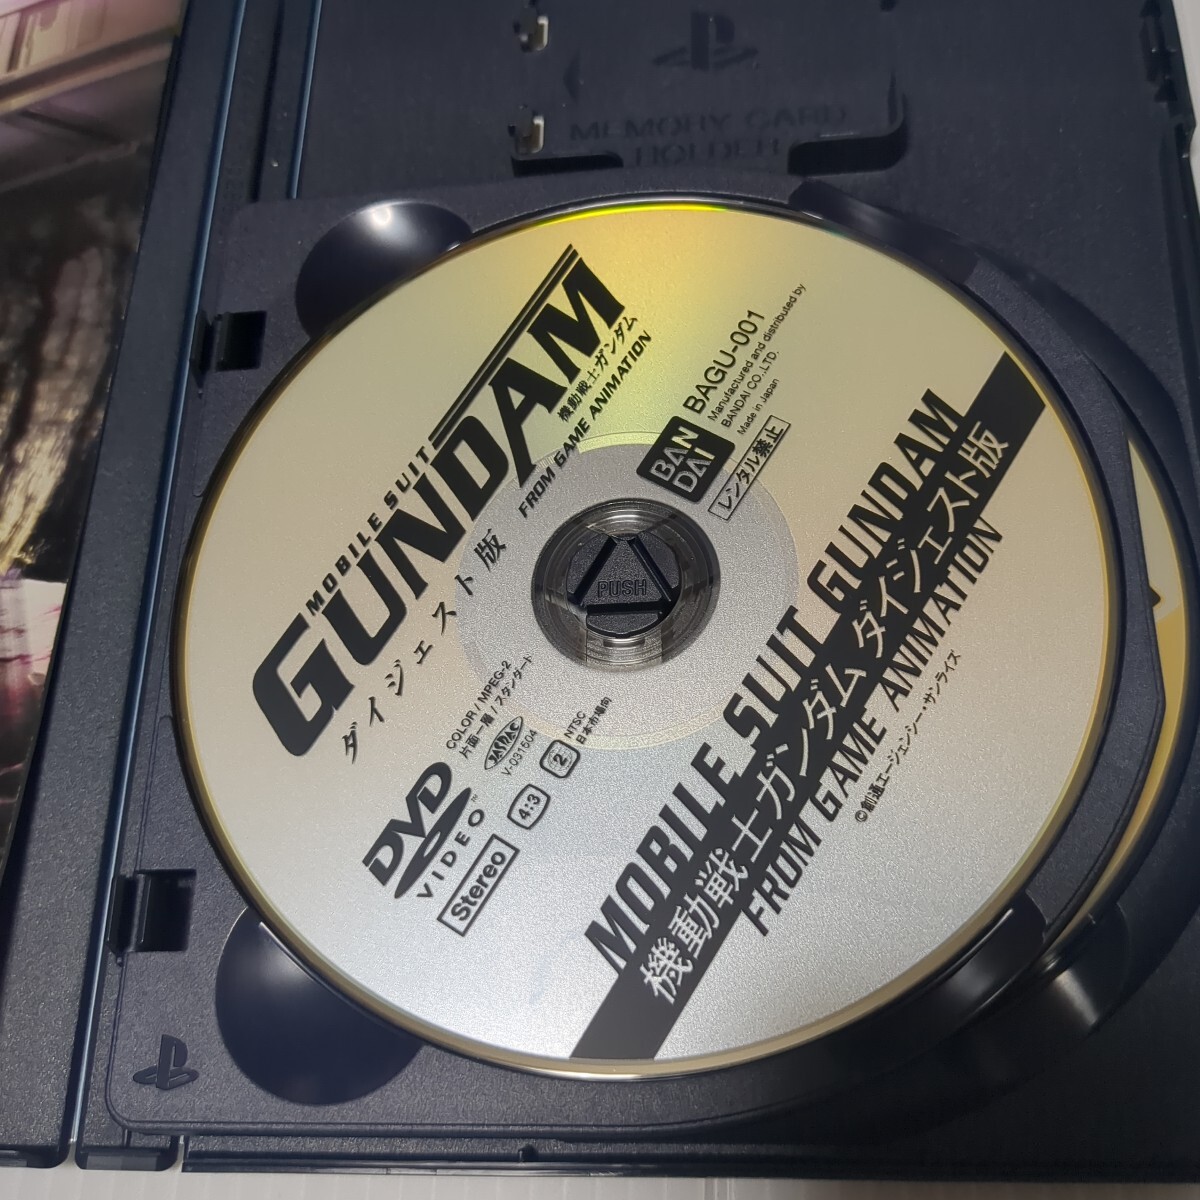 MEMORY CARD
HOLDER
MOBILE SUIT
GUNDAM
機動戦士ガンダム
FROM GAME ANIMATION
ダイジェスト版
BAN
DAI
BAGU-001
Manufactured and distributed by
BANDAI CO.,LTD.
Made in Japan
レンタル禁止
PUSH
COLOR / MPEG-2
片面一層 / スタンダード
JASRAC
V-031504
2
NTSC
日本市場向
DVD
VIDEO™
4:3
Stereo
MOBILE SUIT GUNDAM
機動戦士ガンダム ダイジェスト版
FROM GAME ANIMATION
©創通エージェンシー・サンライズ